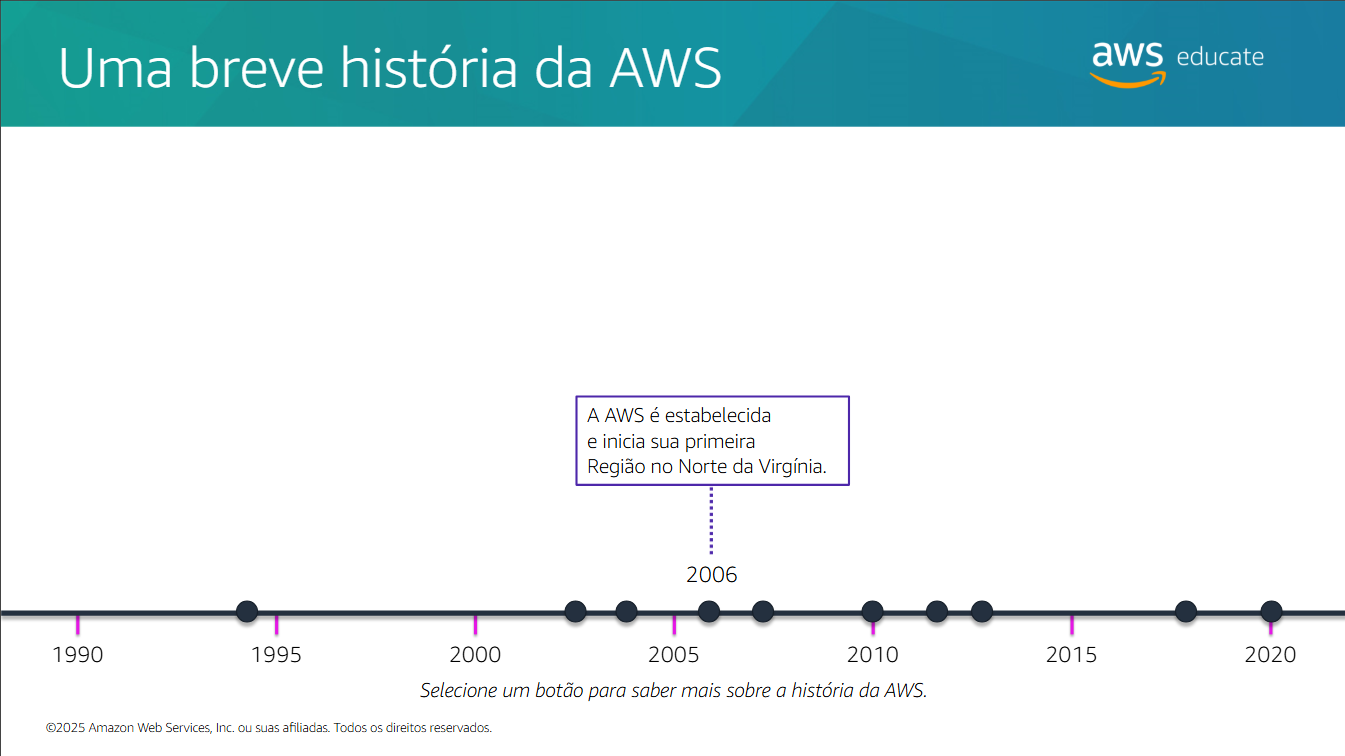 Uma breve história da AWS
aws educate
A AWS é estabelecida
e inicia sua primeira
Região no Norte da Virgínia.
2006
1990 1995 2000 2005 2010 2015 2020
Selecione um botão para saber mais sobre a história da AWS.
©2025 Amazon Web Services, Inc. ou suas afiliadas. Todos os direitos reservados.